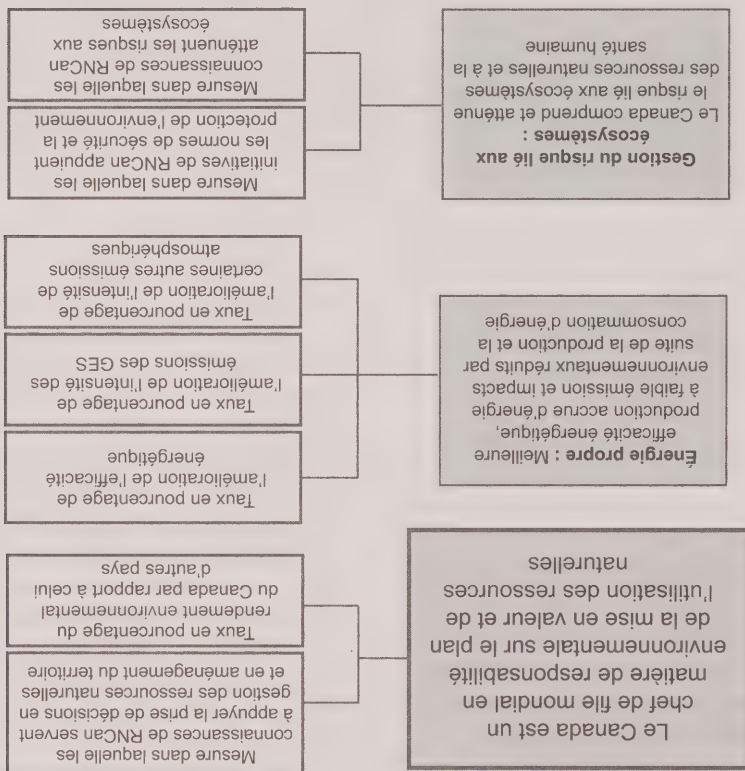 Le Canada est un
chef de file mondial en
matière de responsabilité
environnementale sur le plan
de la mise en valeur et de
l'utilisation des ressources
naturelles
Mesure dans laquelle les
connaissances de RNCan servent
à appuyer la prise de décisions en
gestion des ressources naturelles
et en aménagement du territoire
Taux en pourcentage du
rendement environnemental
du Canada par rapport à celui
d'autres pays
Énergie propre : Meilleure
efficacité énergétique,
production accrue d'énergie
à faible émission et impacts
environnementaux réduits par
suite de la production et la
consommation d'énergie
Taux en pourcentage de
l'amélioration de l'efficacité
énergétique
Taux en pourcentage de
l'amélioration de l'intensité des
émissions des GES
Taux en pourcentage de
l'amélioration de l'intensité de
certaines autres émissions
atmosphériques
Gestion du risque lié aux
écosystèmes :
Le Canada comprend et atténue
le risque lié aux écosystèmes
des ressources naturelles et à la
santé humaine
Mesure dans laquelle les
initiatives de RNCan appuient
les normes de sécurité et la
protection de l'environnement
Mesure dans laquelle les
connaissances de RNCan
atténuent les risques aux
écosystèmes